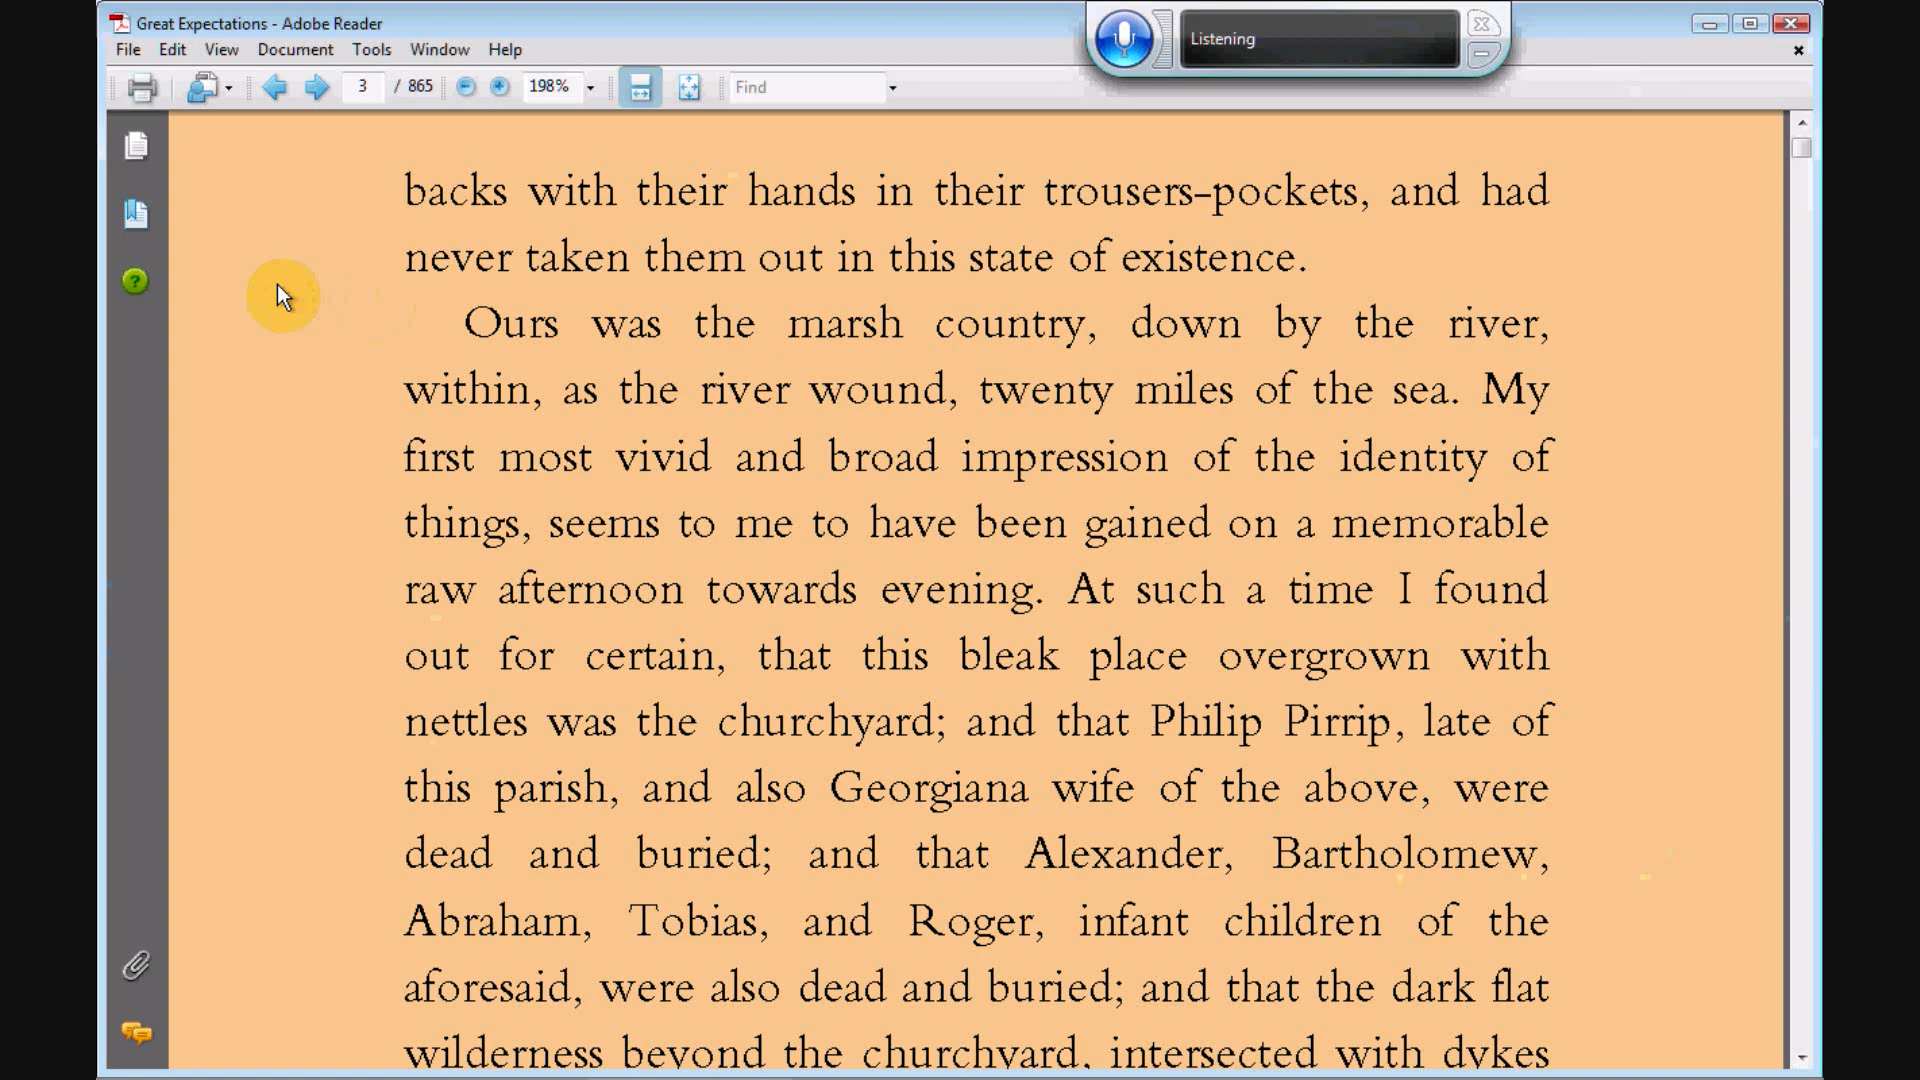 Great Expectations - Adobe Reader
Listening
File Edit View Document Tools Window Help
3 / 865 198% Find
backs with their hands in their trousers-pockets, and had
never taken them out in this state of existence.
Ours was the marsh country, down by the river,
within, as the river wound, twenty miles of the sea. My
first most vivid and broad impression of the identity of
things, seems to me to have been gained on a memorable
raw afternoon towards evening. At such a time I found
out for certain, that this bleak place overgrown with
nettles was the churchyard; and that Philip Pirrip, late of
this parish, and also Georgiana wife of the above, were
dead and buried; and that Alexander, Bartholomew,
Abraham, Tobias, and Roger, infant children of the
aforesaid, were also dead and buried; and that the dark flat
wilderness beyond the churchyard, intersected with dykes